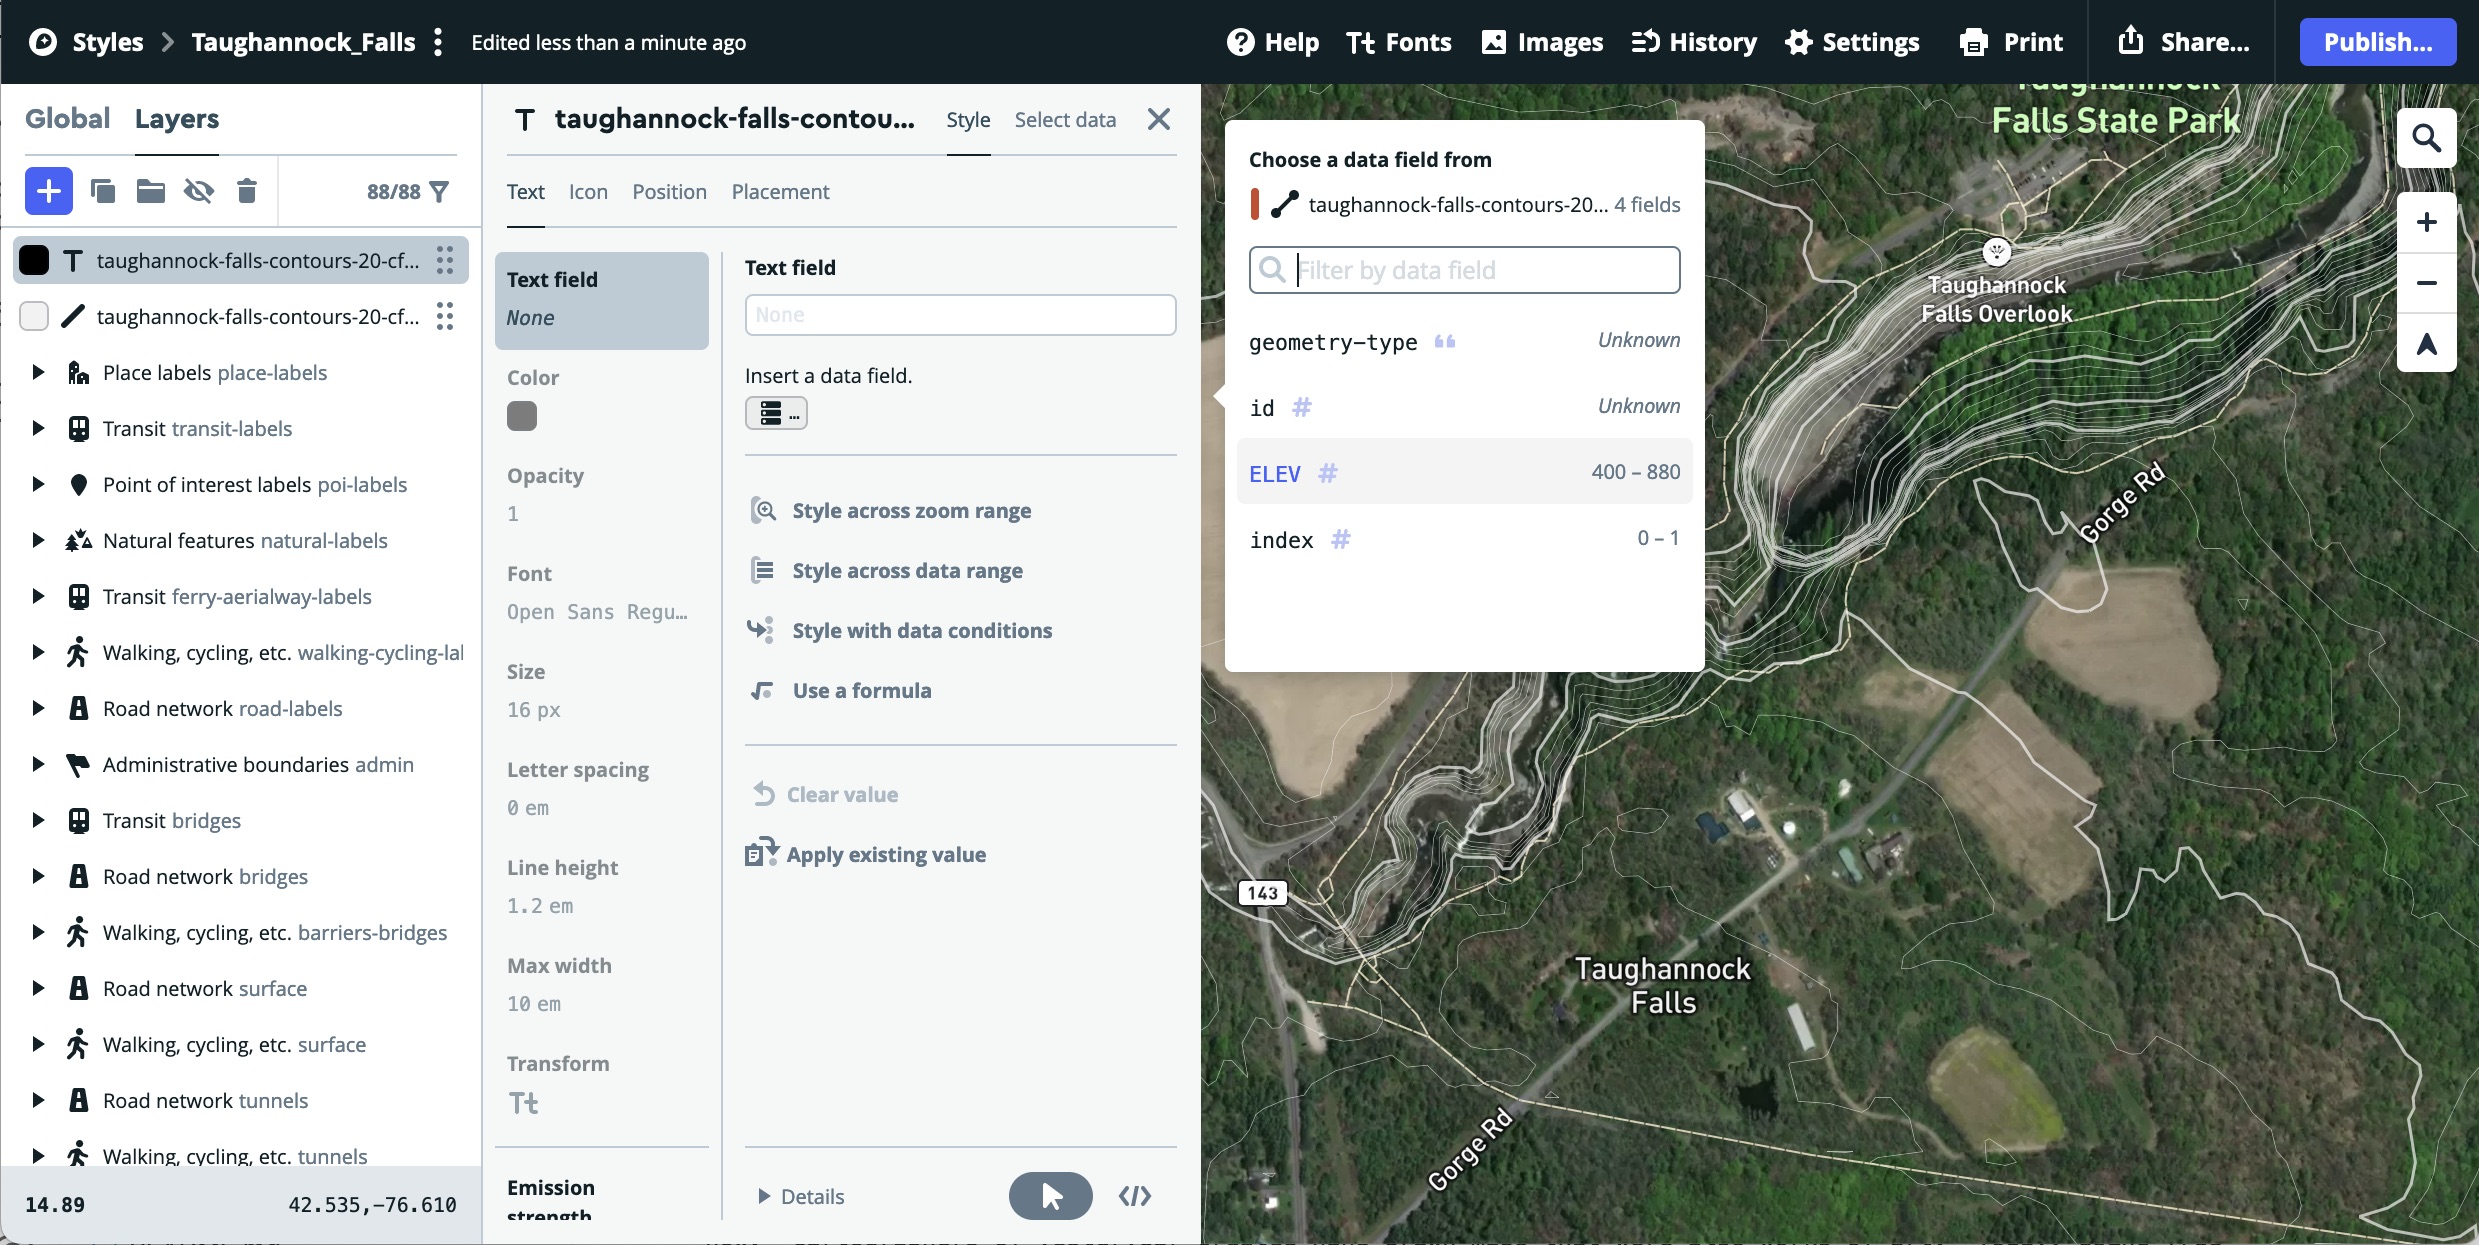 Styles > Taughannock_Falls Edited less than a minute ago
Help Tt Fonts Images History Settings Print Share... Publish...
Global Layers
88/88
taughannock-falls-contours-20-cf...
taughannock-falls-contours-20-cf...
Place labels place-labels
Transit transit-labels
Point of interest labels poi-labels
Natural features natural-labels
Transit ferry-aerialway-labels
Walking, cycling, etc. walking-cycling-lal
Road network road-labels
Administrative boundaries admin
Transit bridges
Road network bridges
Walking, cycling, etc. barriers-bridges
Road network surface
Walking, cycling, etc. surface
Road network tunnels
Walking, cycling, etc. tunnels
14.89 42.535,-76.610
T taughannock-falls-contou... Style Select data
Text Icon Position Placement
Text field
None
Color
Opacity
1
Font
Open Sans Regu...
Size
16 px
Letter spacing
0 em
Line height
1.2 em
Max width
10 em
Transform
Tt
Emission
strength
Text field
None
Insert a data field.
...
Style across zoom range
Style across data range
Style with data conditions
Use a formula
Clear value
Apply existing value
Details </>
Choose a data field from
taughannock-falls-contours-20... 4 fields
Filter by data field
geometry-type Unknown
id # Unknown
ELEV # 400 – 880
index # 0 – 1
Taughannock
Falls State Park
Taughannock
Falls Overlook
Gorge Rd
143
Taughannock
Falls
Gorge Rd